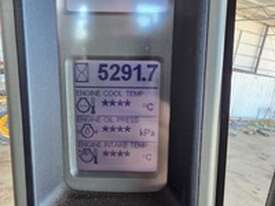 5291.7
ENGINE COOL TEMP
**** °C
ENGINE OIL PRESS
**** kPa
ENGINE INTAKE TEMP
**** °C